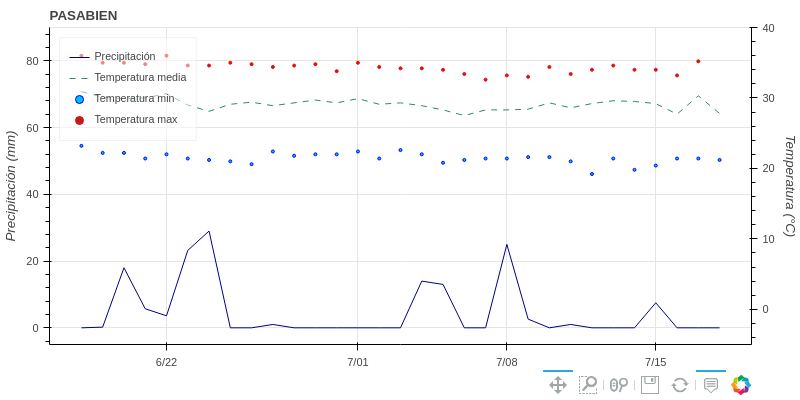 PASABIEN
Precipitación
Temperatura media
Temperatura min
Temperatura max
80
60
40
20
0
Precipitación (mm)
40
30
20
10
0
Temperatura (°C)
6/22
7/01
7/08
7/15